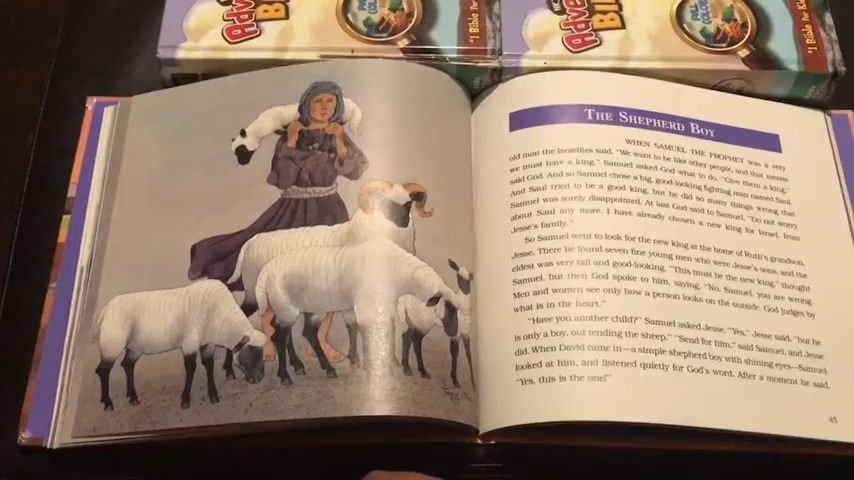 Adve
BI
#1 Bible for Kids
FULL
COLOR
Adve
BIB
#1 Bible for Kids
THE SHEPHERD BOY
WHEN SAMUEL THE PROPHET was a very
old man the Israelites said, "We want to be like other people, and that means
we must have a king." Samuel asked God what to do. "Give them a king,"
said God. And so Samuel chose a big, good-looking fighting man named Saul.
And Saul tried to be a good king, but he did so many things wrong that
Samuel was sorely disappointed. At last God said to Samuel, "Do not worry
about Saul any more. I have already chosen a new king for Israel, from
Jesse's family."
So Samuel went to look for the new king at the home of Ruth's grandson,
Jesse. There he found seven fine young men who were Jesse's sons, and the
eldest was very tall and good-looking. "This must be the new king," thought
Samuel, but then God spoke to him, saying, "No, Samuel, you are wrong.
Men and women see only how a person looks on the outside. God judges by
what is in the heart."
"Have you another child?" Samuel asked Jesse. "Yes," Jesse said, "but he
is only a boy, out tending the sheep." "Send for him," said Samuel, and Jesse
did. When David came in—a simple shepherd boy with shining eyes—Samuel
looked at him, and listened quietly for God's word. After a moment he said,
"Yes, this is the one!"
45